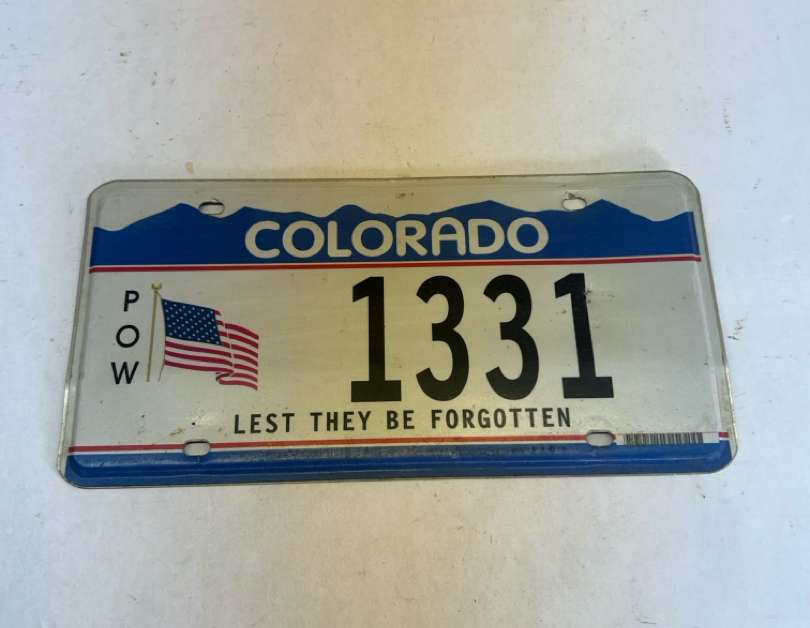 COLORADO
POW
1331
LEST THEY BE FORGOTTEN